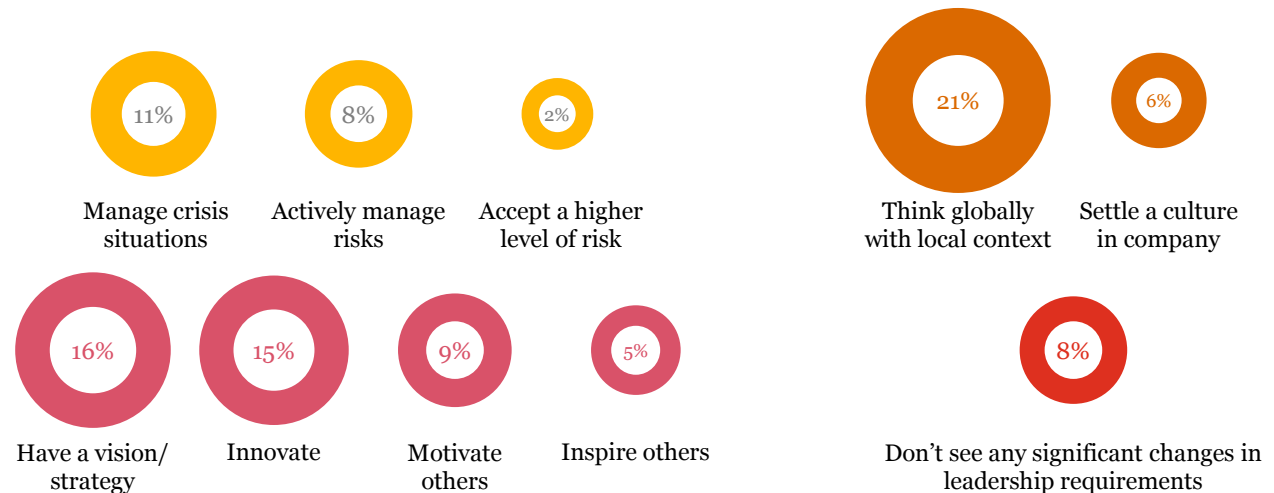 11%
8%
2%
21%
6%
Manage crisis
situations
Actively manage
risks
Accept a higher
level of risk
Think globally
with local context
Settle a culture
in company
16%
15%
9%
5%
8%
Have a vision/
strategy
Innovate
Motivate
others
Inspire others
Don’t see any significant changes in
leadership requirements